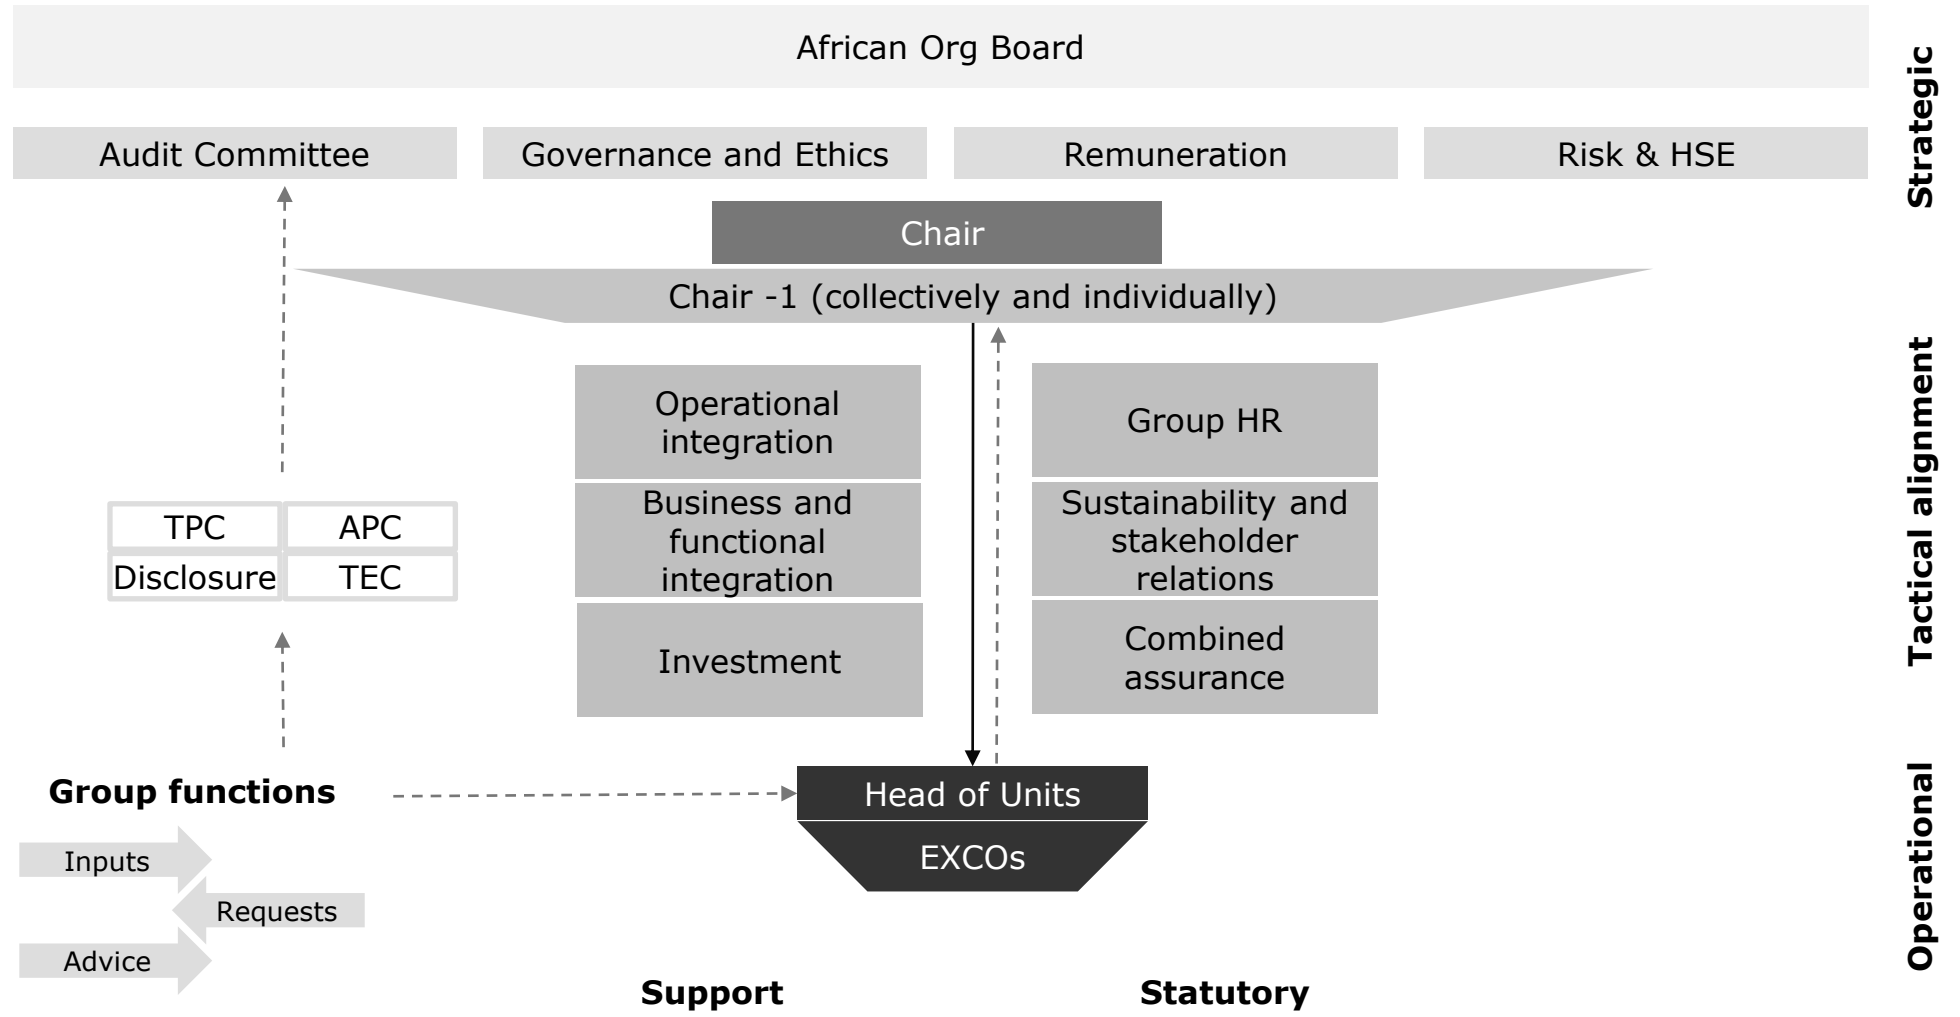 African Org Board
Strategic
Audit Committee
Governance and Ethics
Remuneration
Risk & HSE
Chair
Chair -1 (collectively and individually)
Tactical alignment
Operational
integration
Group HR
TPC
APC
Disclosure
TEC
Business and
functional
integration
Sustainability and
stakeholder
relations
Investment
Combined
assurance
Operational
Group functions
Head of Units
EXCOs
Inputs
Requests
Advice
Support
Statutory